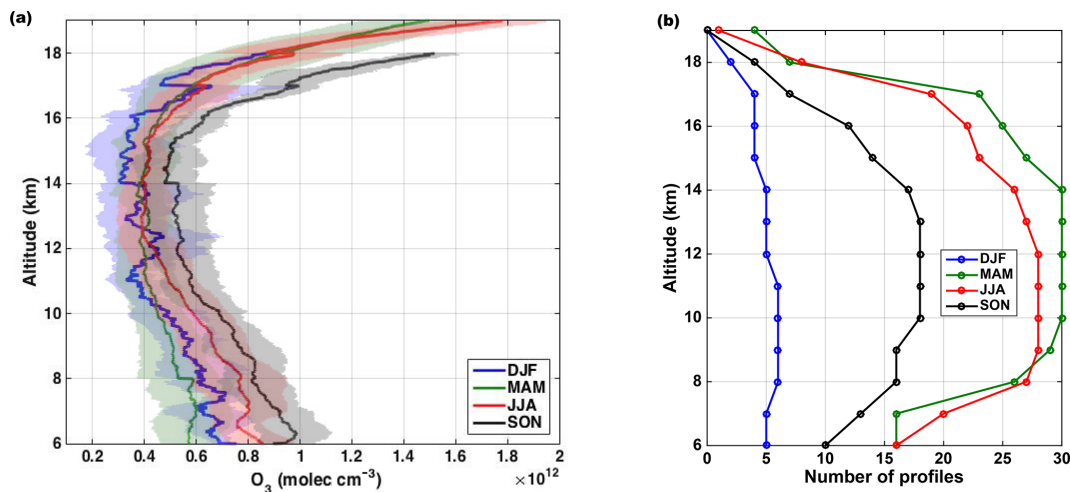 (a)
18
16
14
12
10
8
6
Altitude (km)
0.2 0.4 0.6 0.8 1 1.2 1.4 1.6 1.8 2
O₃ (molec cm⁻³)
×10¹²
DJF
MAM
JJA
SON
(b)
18
16
14
12
10
8
6
Altitude (km)
0 5 10 15 20 25 30
Number of profiles
DJF
MAM
JJA
SON